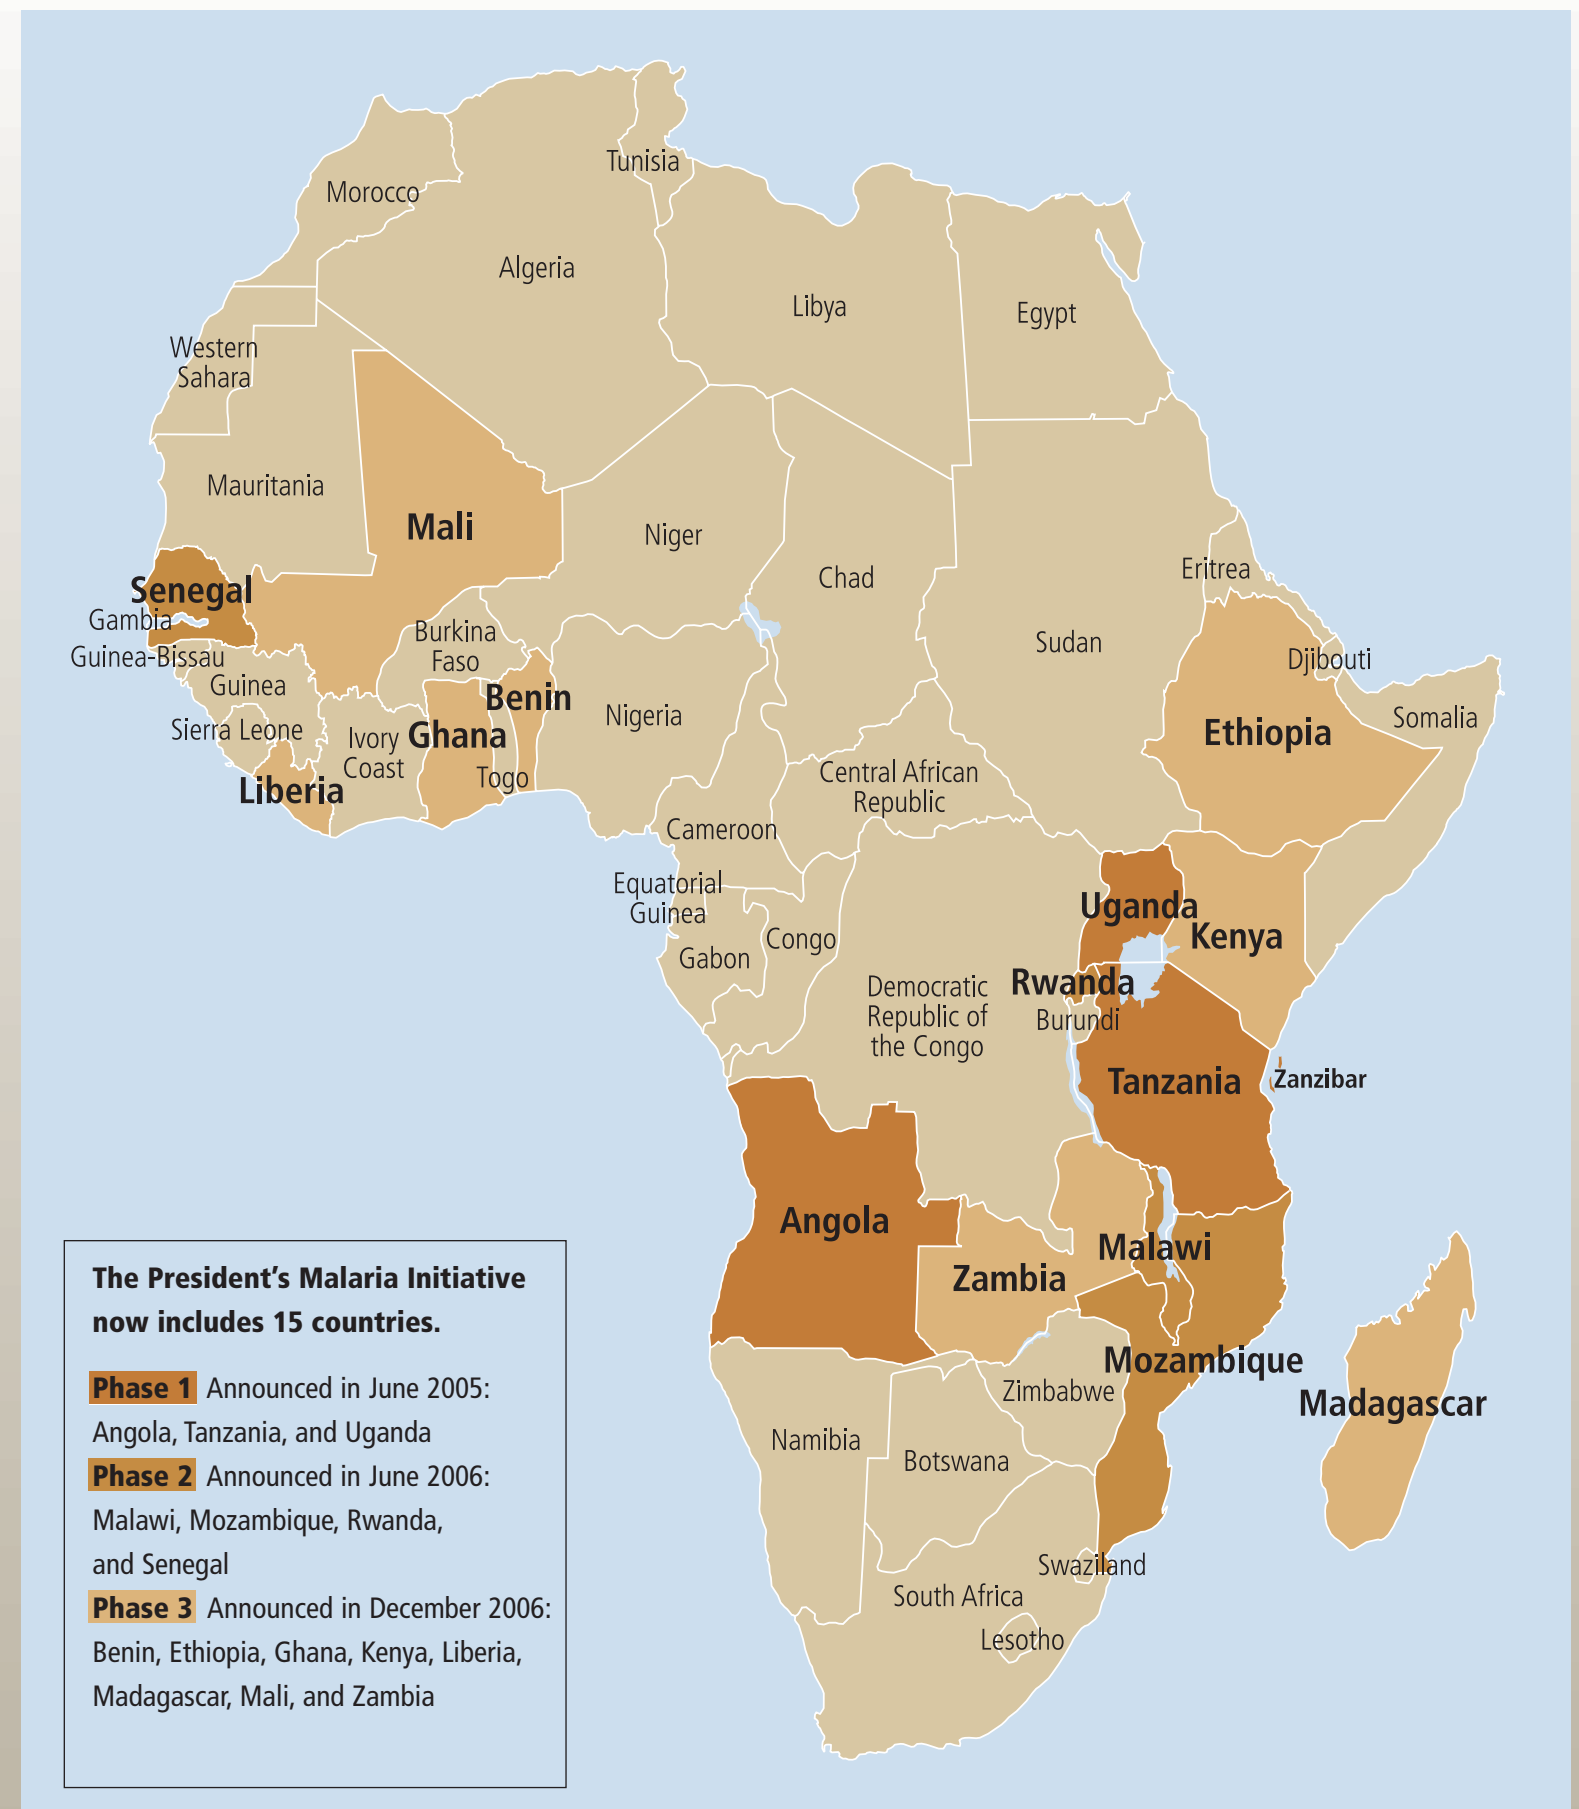 Tunisia
Morocco
Algeria
Libya
Egypt
Western
Sahara
Mauritania
Mali
Niger
Chad
Eritrea
Senegal
Gambia
Burkina
Faso
Sudan
Guinea-Bissau
Djibouti
Guinea
Benin
Nigeria
Somalia
Sierra Leone
Ivory
Coast
Ghana
Ethiopia
Togo
Central African
Republic
Liberia
Cameroon
Equatorial
Guinea
Uganda
Kenya
Congo
Gabon
Democratic
Republic of
the Congo
Rwanda
Burundi
Tanzania
Zanzibar
Angola
Malawi
Zambia
Mozambique
Zimbabwe
Madagascar
Namibia
Botswana
Swaziland
South Africa
Lesotho
The President’s Malaria Initiative
now includes 15 countries.
Phase 1 Announced in June 2005:
Angola, Tanzania, and Uganda
Phase 2 Announced in June 2006:
Malawi, Mozambique, Rwanda,
and Senegal
Phase 3 Announced in December 2006:
Benin, Ethiopia, Ghana, Kenya, Liberia,
Madagascar, Mali, and Zambia